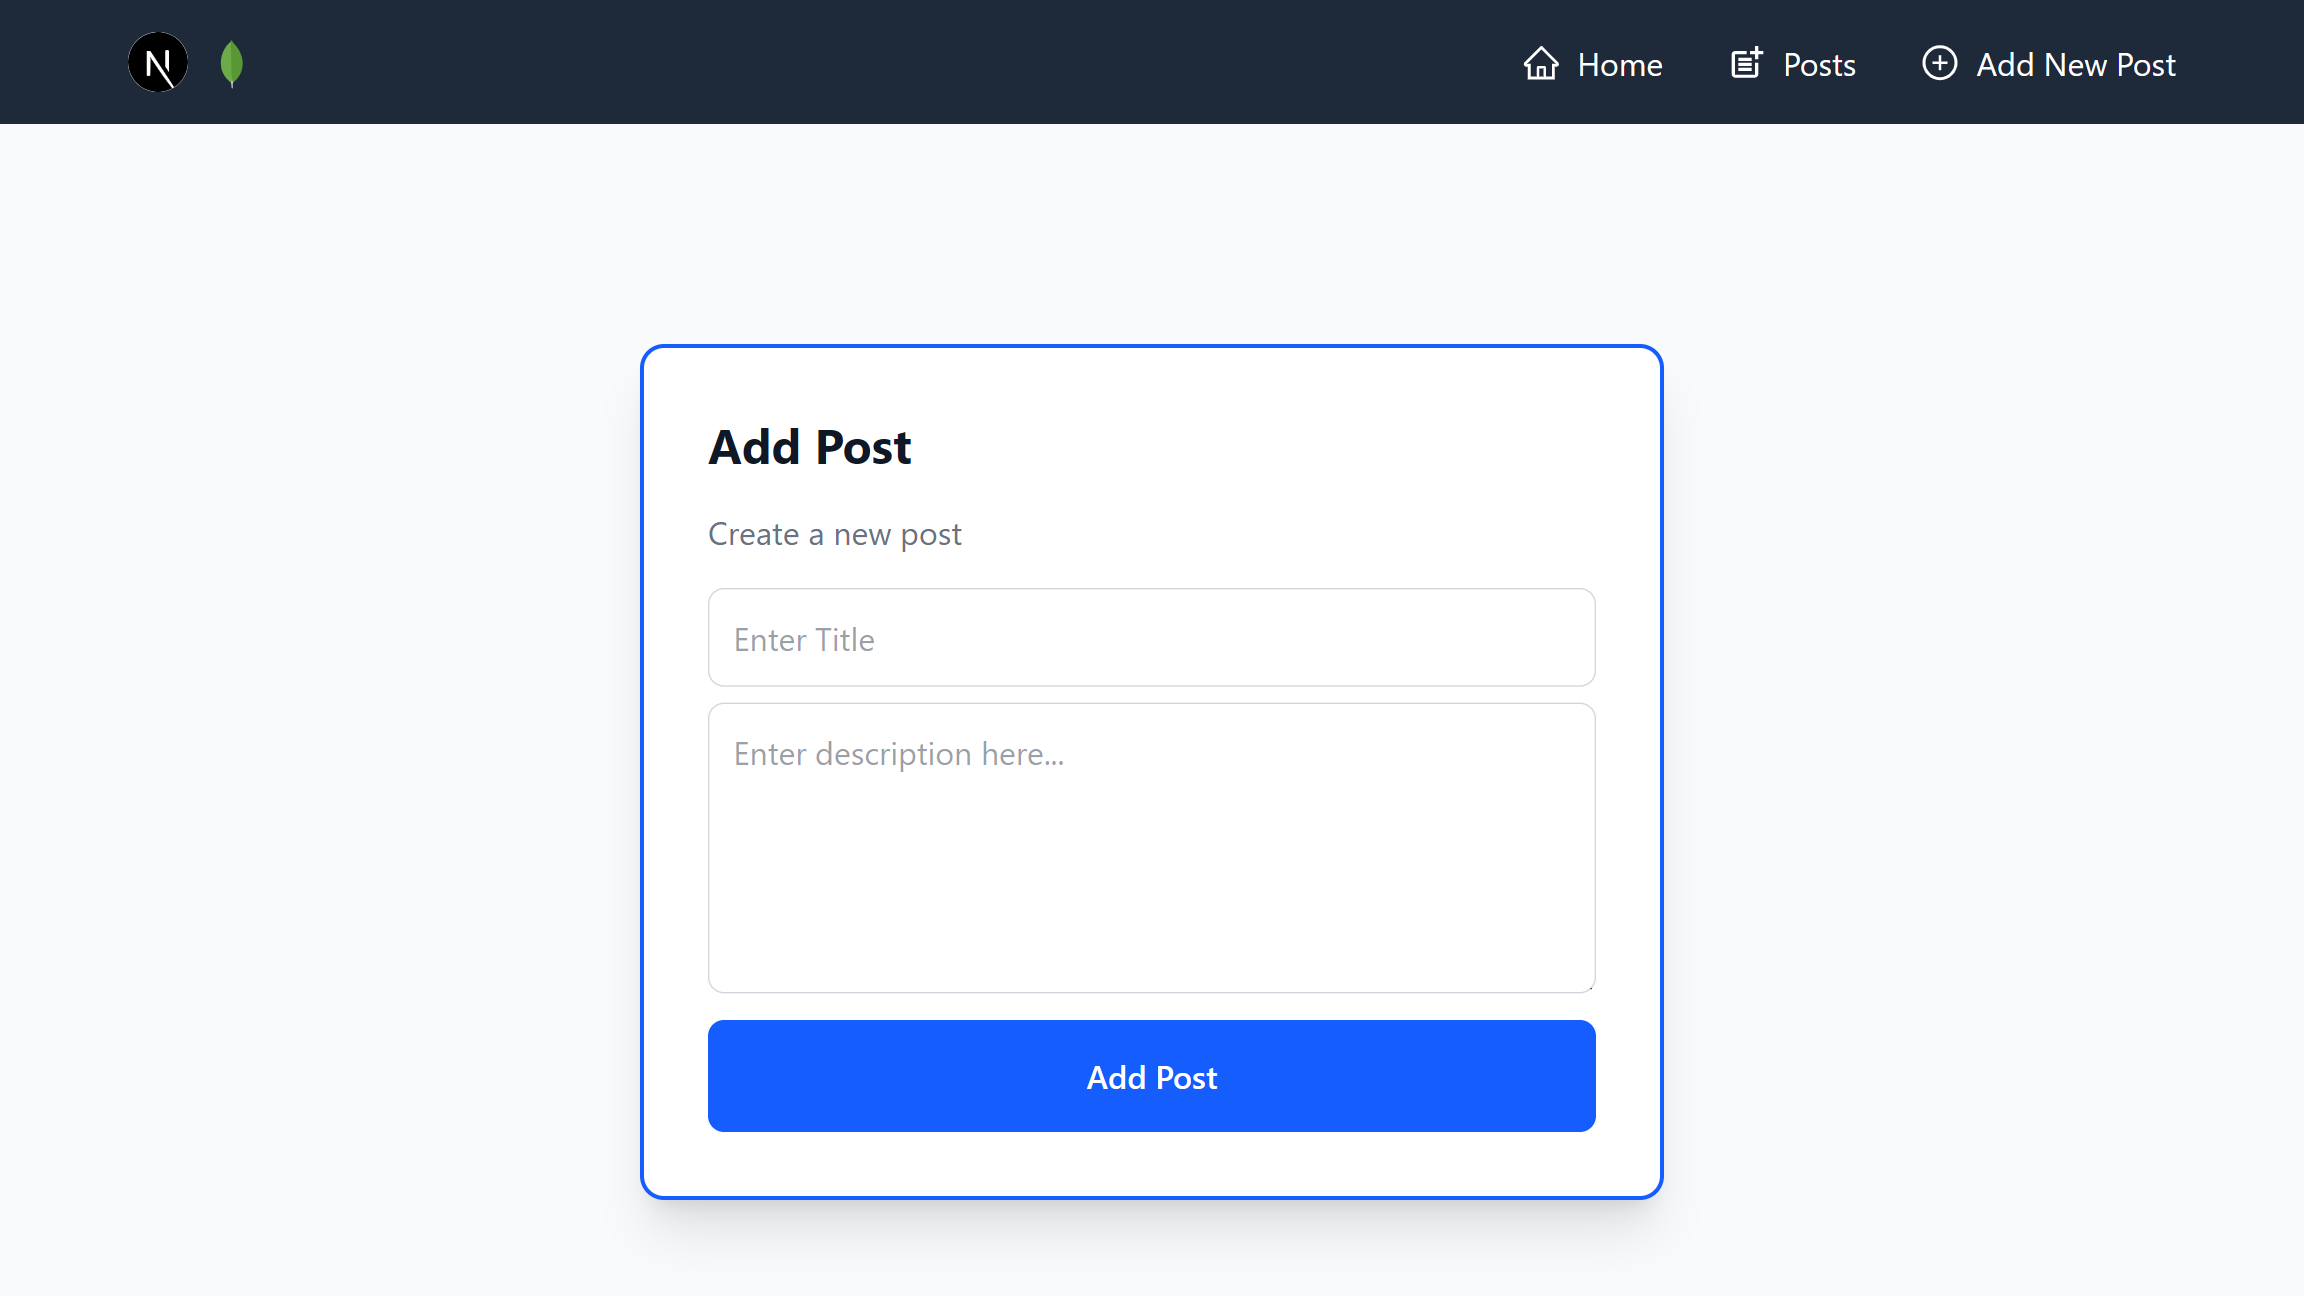 Home
Posts
Add New Post
Add Post
Create a new post
Enter Title
Enter description here...
Add Post